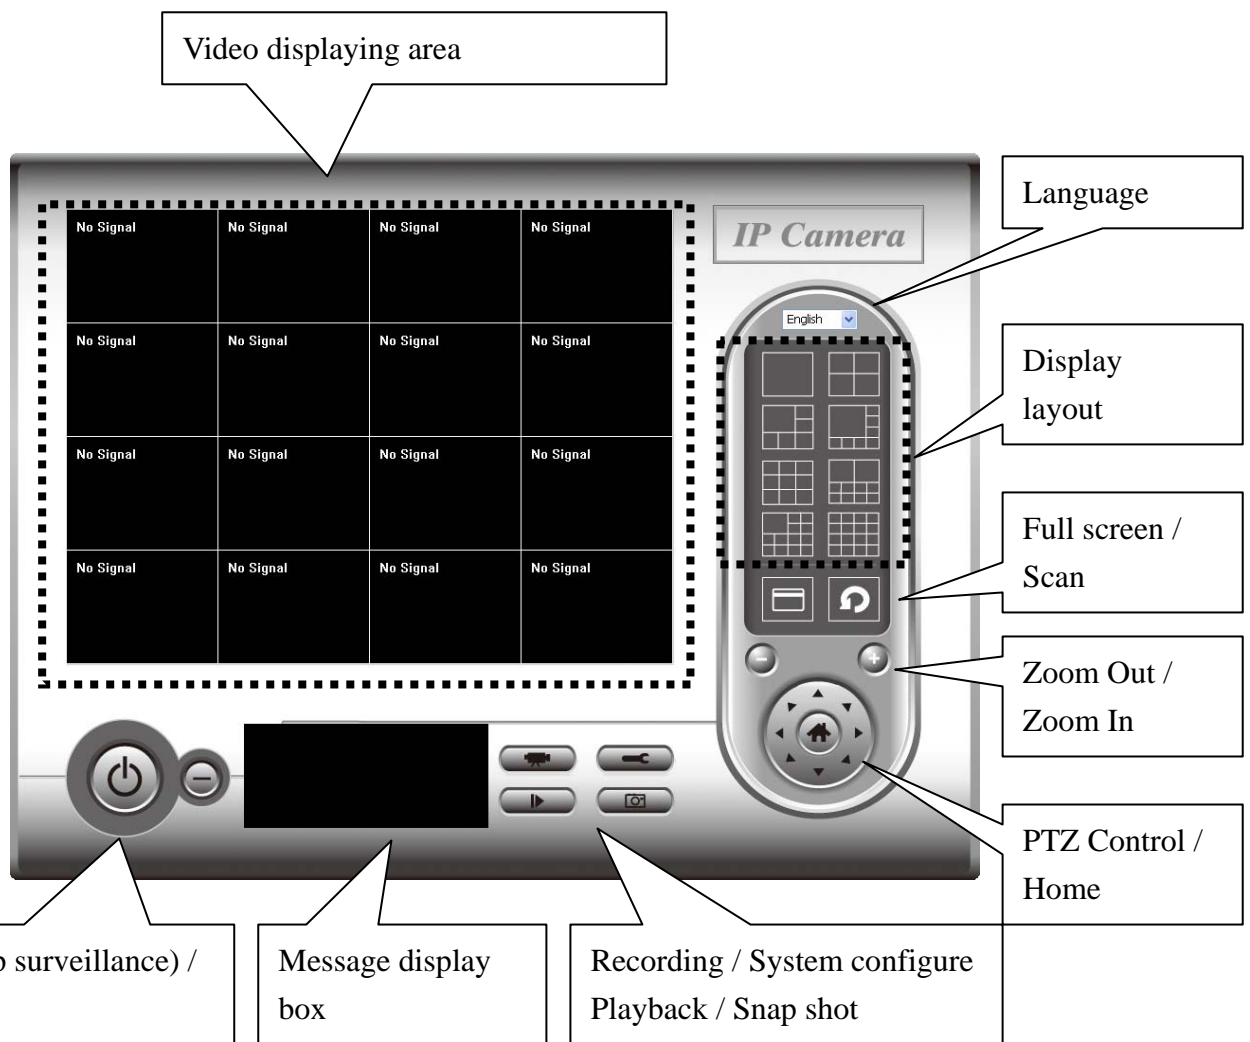 Video displaying area
Language
No Signal No Signal No Signal No Signal
IP Camera
English
No Signal No Signal No Signal No Signal
Display
layout
No Signal No Signal No Signal No Signal
Full screen /
Scan
No Signal No Signal No Signal No Signal
Zoom Out /
Zoom In
PTZ Control /
Home
surveillance) /
Message display
box
Recording / System configure
Playback / Snap shot